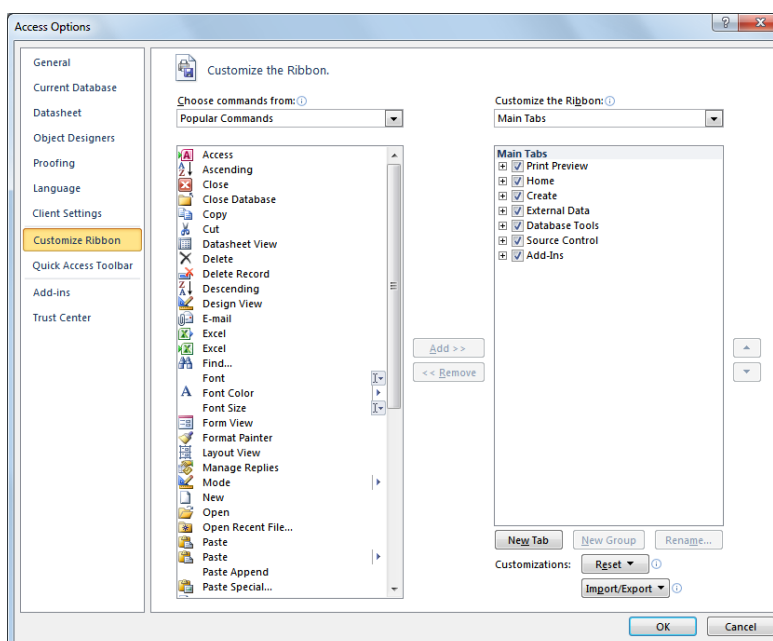 Access Options
General
Current Database
Datasheet
Object Designers
Proofing
Language
Client Settings
Customize Ribbon
Quick Access Toolbar
Add-ins
Trust Center
Customize the Ribbon.
Choose commands from:
Popular Commands
Access
Ascending
Close
Close Database
Copy
Cut
Datasheet View
Delete
Delete Record
Descending
Design View
E-mail
Excel
Excel
Find...
Font
Font Color
Font Size
Form View
Format Painter
Layout View
Manage Replies
Mode
New
Open
Open Recent File...
Paste
Paste
Paste Append
Paste Special...
Add >>
<< Remove
Customize the Ribbon:
Main Tabs
Main Tabs
Print Preview
Home
Create
External Data
Database Tools
Source Control
Add-Ins
New Tab
New Group
Rename...
Customizations:
Reset
Import/Export
OK
Cancel